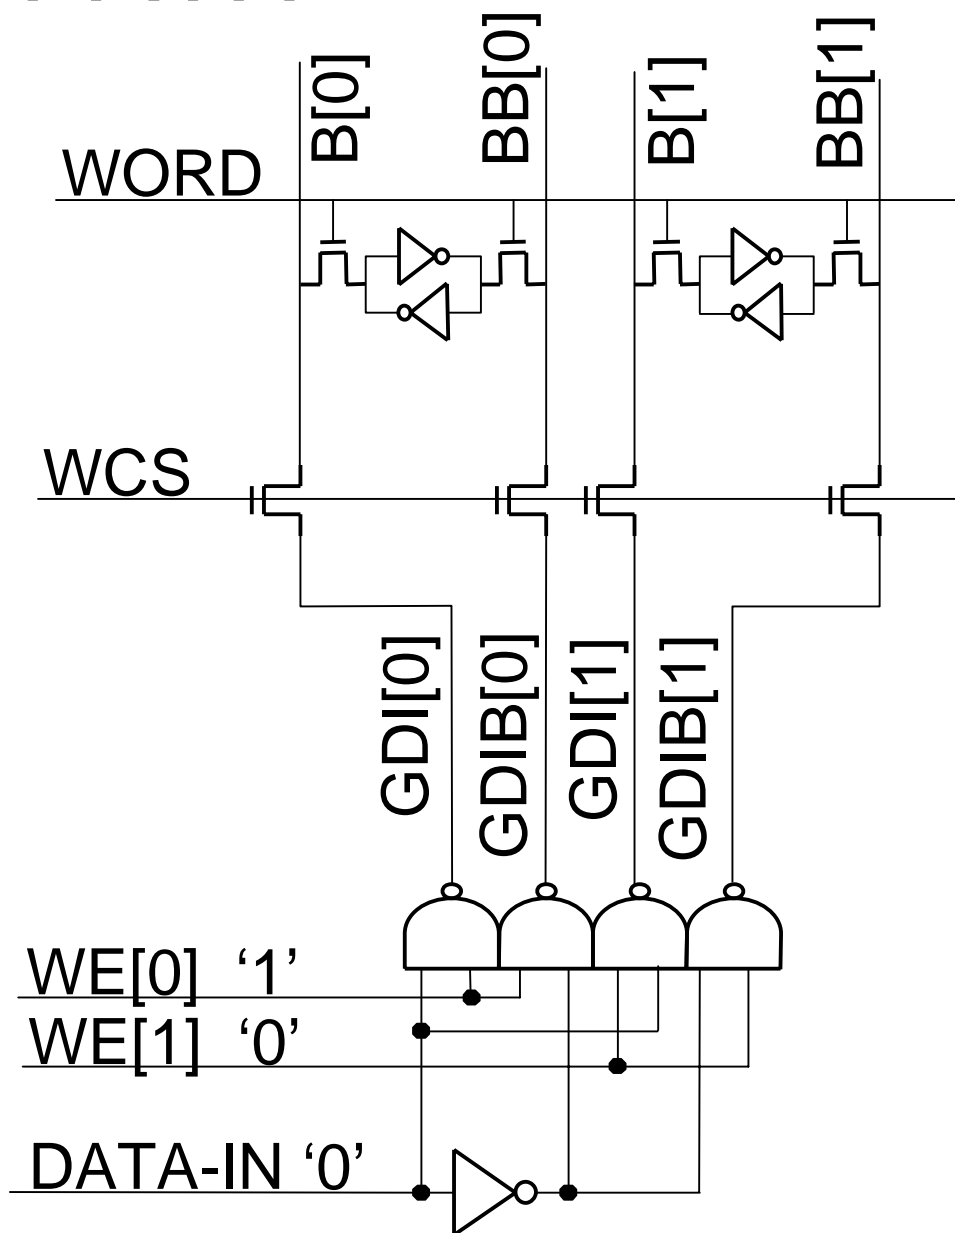 B[0]
BB[0]
B[1]
BB[1]
WORD
WCS
GDI[0]
GDIB[0]
GDI[1]
GDIB[1]
WE[0] ‘1’
WE[1] ‘0’
DATA-IN ‘0’